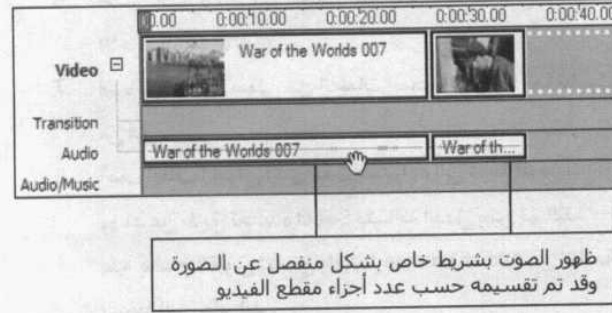 0.00 0:00:10.00 0:00:20.00 0:00:30.00 0:00:40.00
Video War of the Worlds 007
Transition
Audio War of the Worlds 007 War of th...
Audio/Music
ظهور الصوت بشريط خاص بشكل منفصل عن الصورة
وقد تم تقسيمه حسب عدد أجزاء مقطع الفيديو